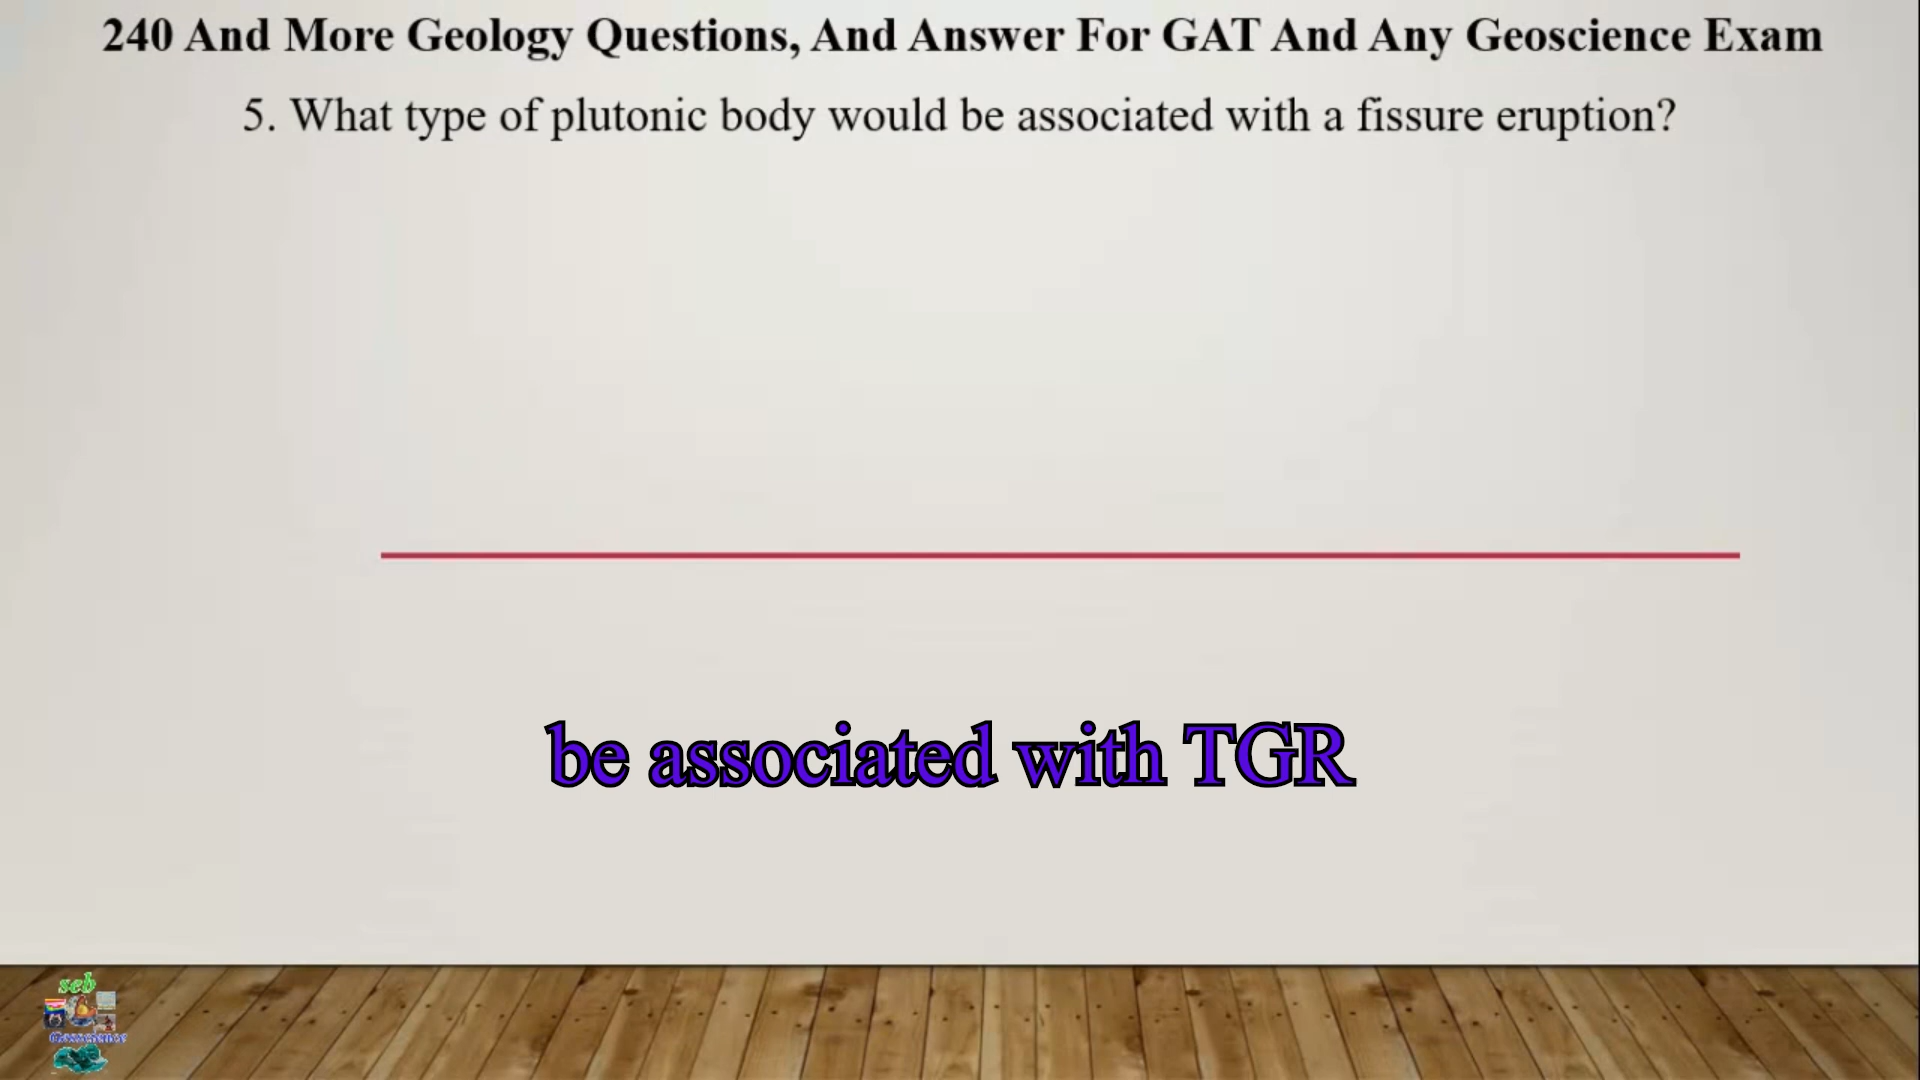 240 And More Geology Questions, And Answer For GAT And Any Geoscience Exam
5. What type of plutonic body would be associated with a fissure eruption?
be associated with TGR
seb
Geoscience